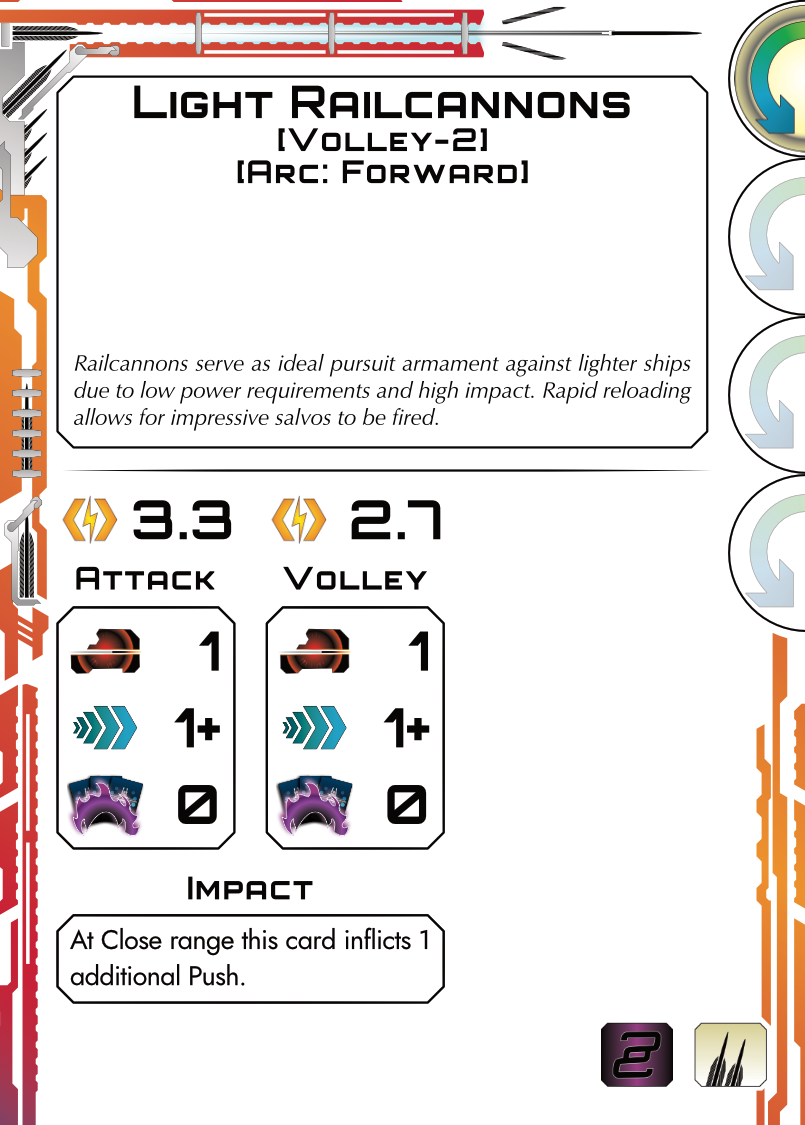 Light Railcannons
[Volley-2]
[Arc: Forward]
Railcannons serve as ideal pursuit armament against lighter ships
due to low power requirements and high impact. Rapid reloading
allows for impressive salvos to be fired.
3.3 2.7
Attack Volley
1 1
1+ 1+
0 0
Impact
At Close range this card inflicts 1
additional Push.
2